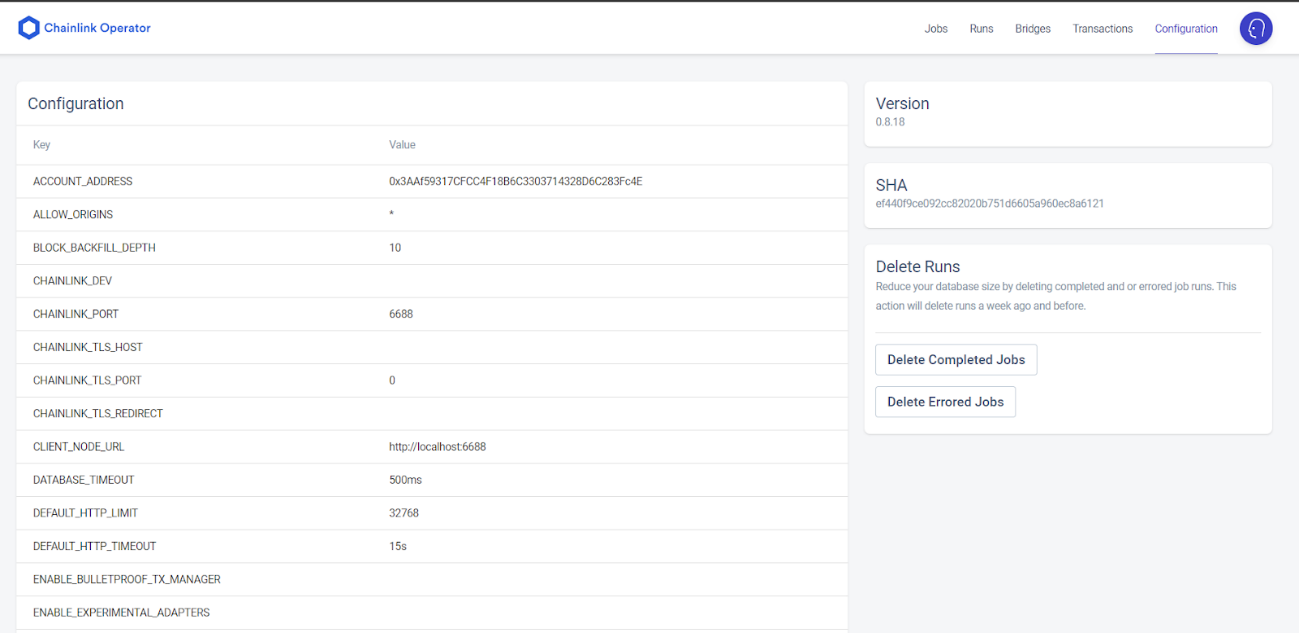 Chainlink Operator
Jobs Runs Bridges Transactions Configuration
Configuration
Key Value
ACCOUNT_ADDRESS 0x3AAf59317CFCC4F18B6C3303714328D6C283Fc4E
ALLOW_ORIGINS *
BLOCK_BACKFILL_DEPTH 10
CHAINLINK_DEV
CHAINLINK_PORT 6688
CHAINLINK_TLS_HOST
CHAINLINK_TLS_PORT 0
CHAINLINK_TLS_REDIRECT
CLIENT_NODE_URL http://localhost:6688
DATABASE_TIMEOUT 500ms
DEFAULT_HTTP_LIMIT 32768
DEFAULT_HTTP_TIMEOUT 15s
ENABLE_BULLETPROOF_TX_MANAGER
ENABLE_EXPERIMENTAL_ADAPTERS
Version
0.8.18
SHA
ef440f9ce092cc82020b751d6605a960ec8a6121
Delete Runs
Reduce your database size by deleting completed and or errored job runs. This
action will delete runs a week ago and before.
Delete Completed Jobs
Delete Errored Jobs